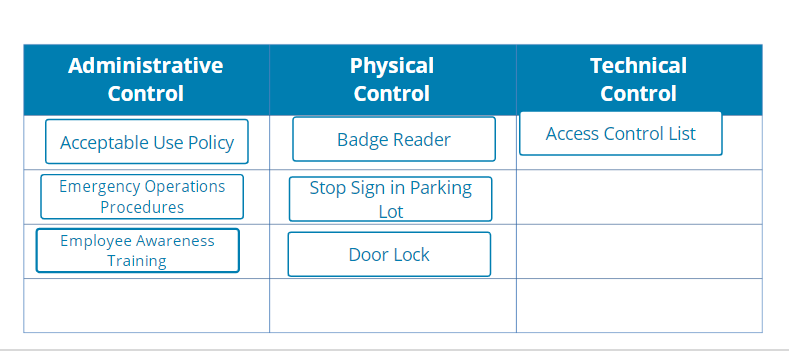 Administrative
Control
Physical
Control
Technical
Control
Acceptable Use Policy
Badge Reader
Access Control List
Emergency Operations
Procedures
Stop Sign in Parking
Lot
Employee Awareness
Training
Door Lock